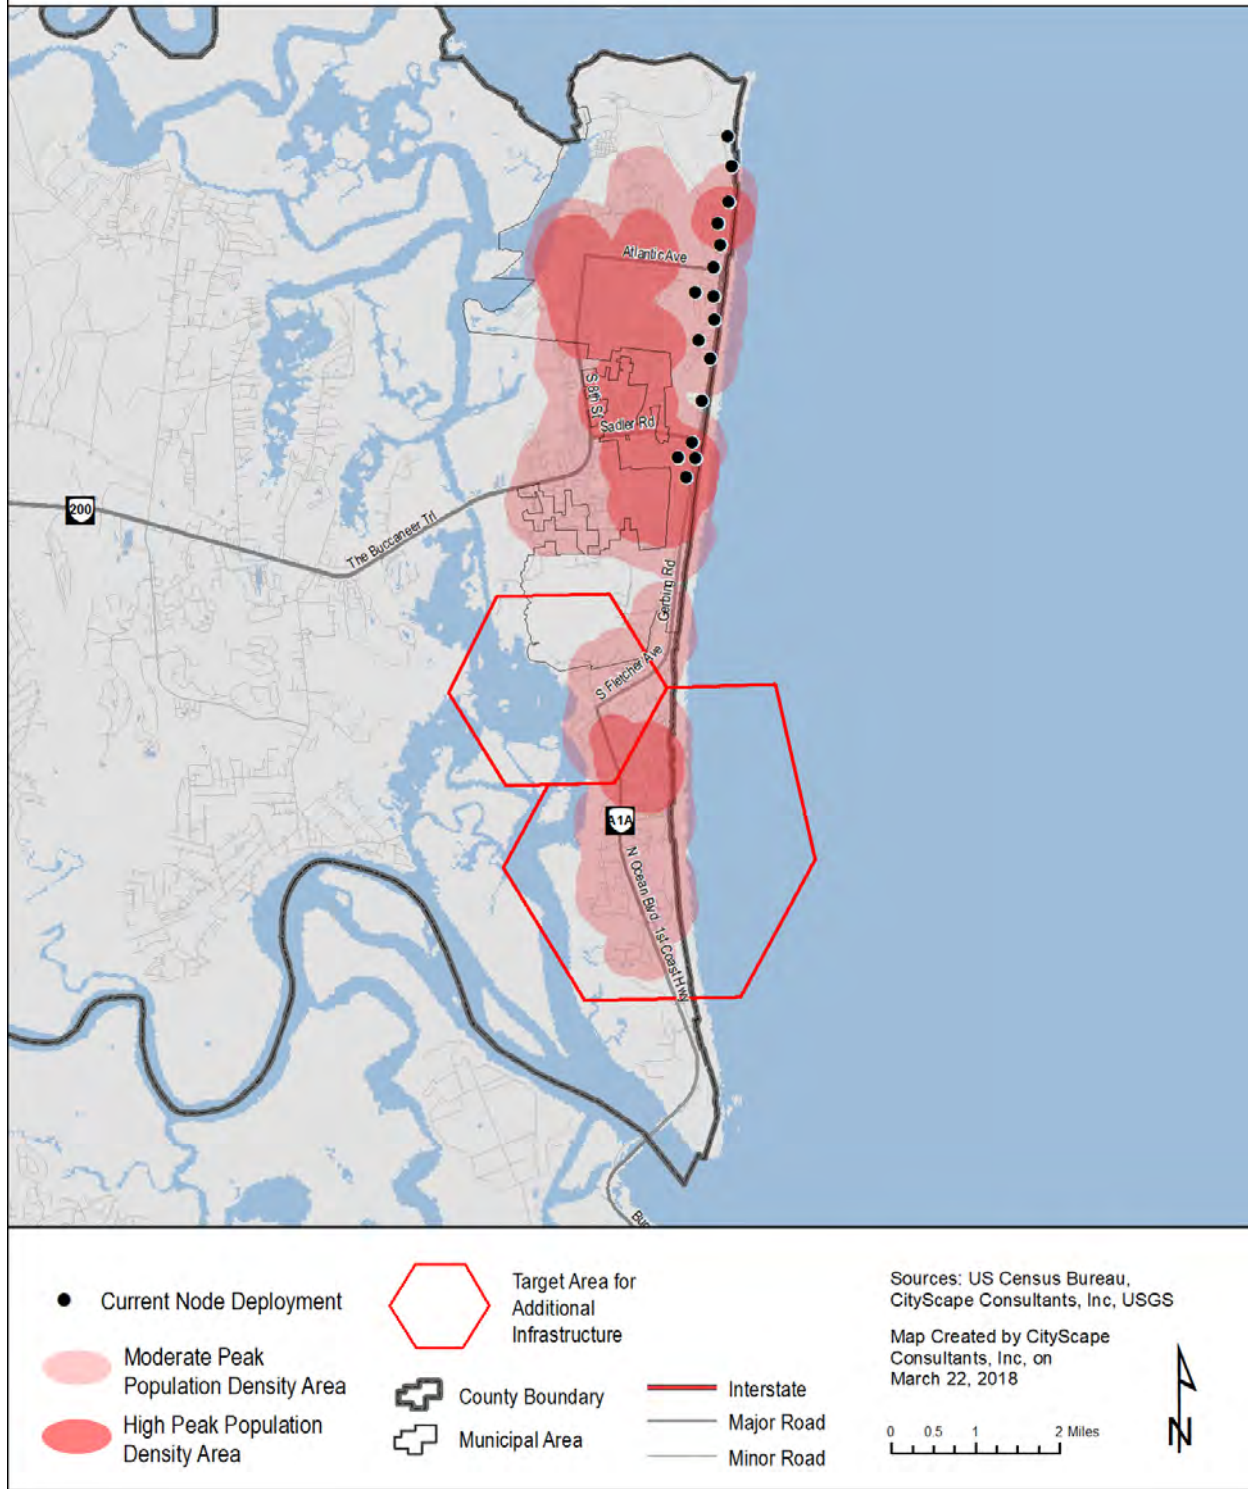 Atlantic Ave
S 8th St
Sadler Rd
200
The Buccaneer Trl
Gerbing Rd
S Fletcher Ave
A1A
N Ocean Blvd
1st Coast Hwy
Current Node Deployment
Moderate Peak
Population Density Area
High Peak Population
Density Area
Target Area for
Additional
Infrastructure
County Boundary
Municipal Area
Interstate
Major Road
Minor Road
Sources: US Census Bureau,
CityScape Consultants, Inc, USGS
Map Created by CityScape
Consultants, Inc, on
March 22, 2018
0 0.5 1 2 Miles
N